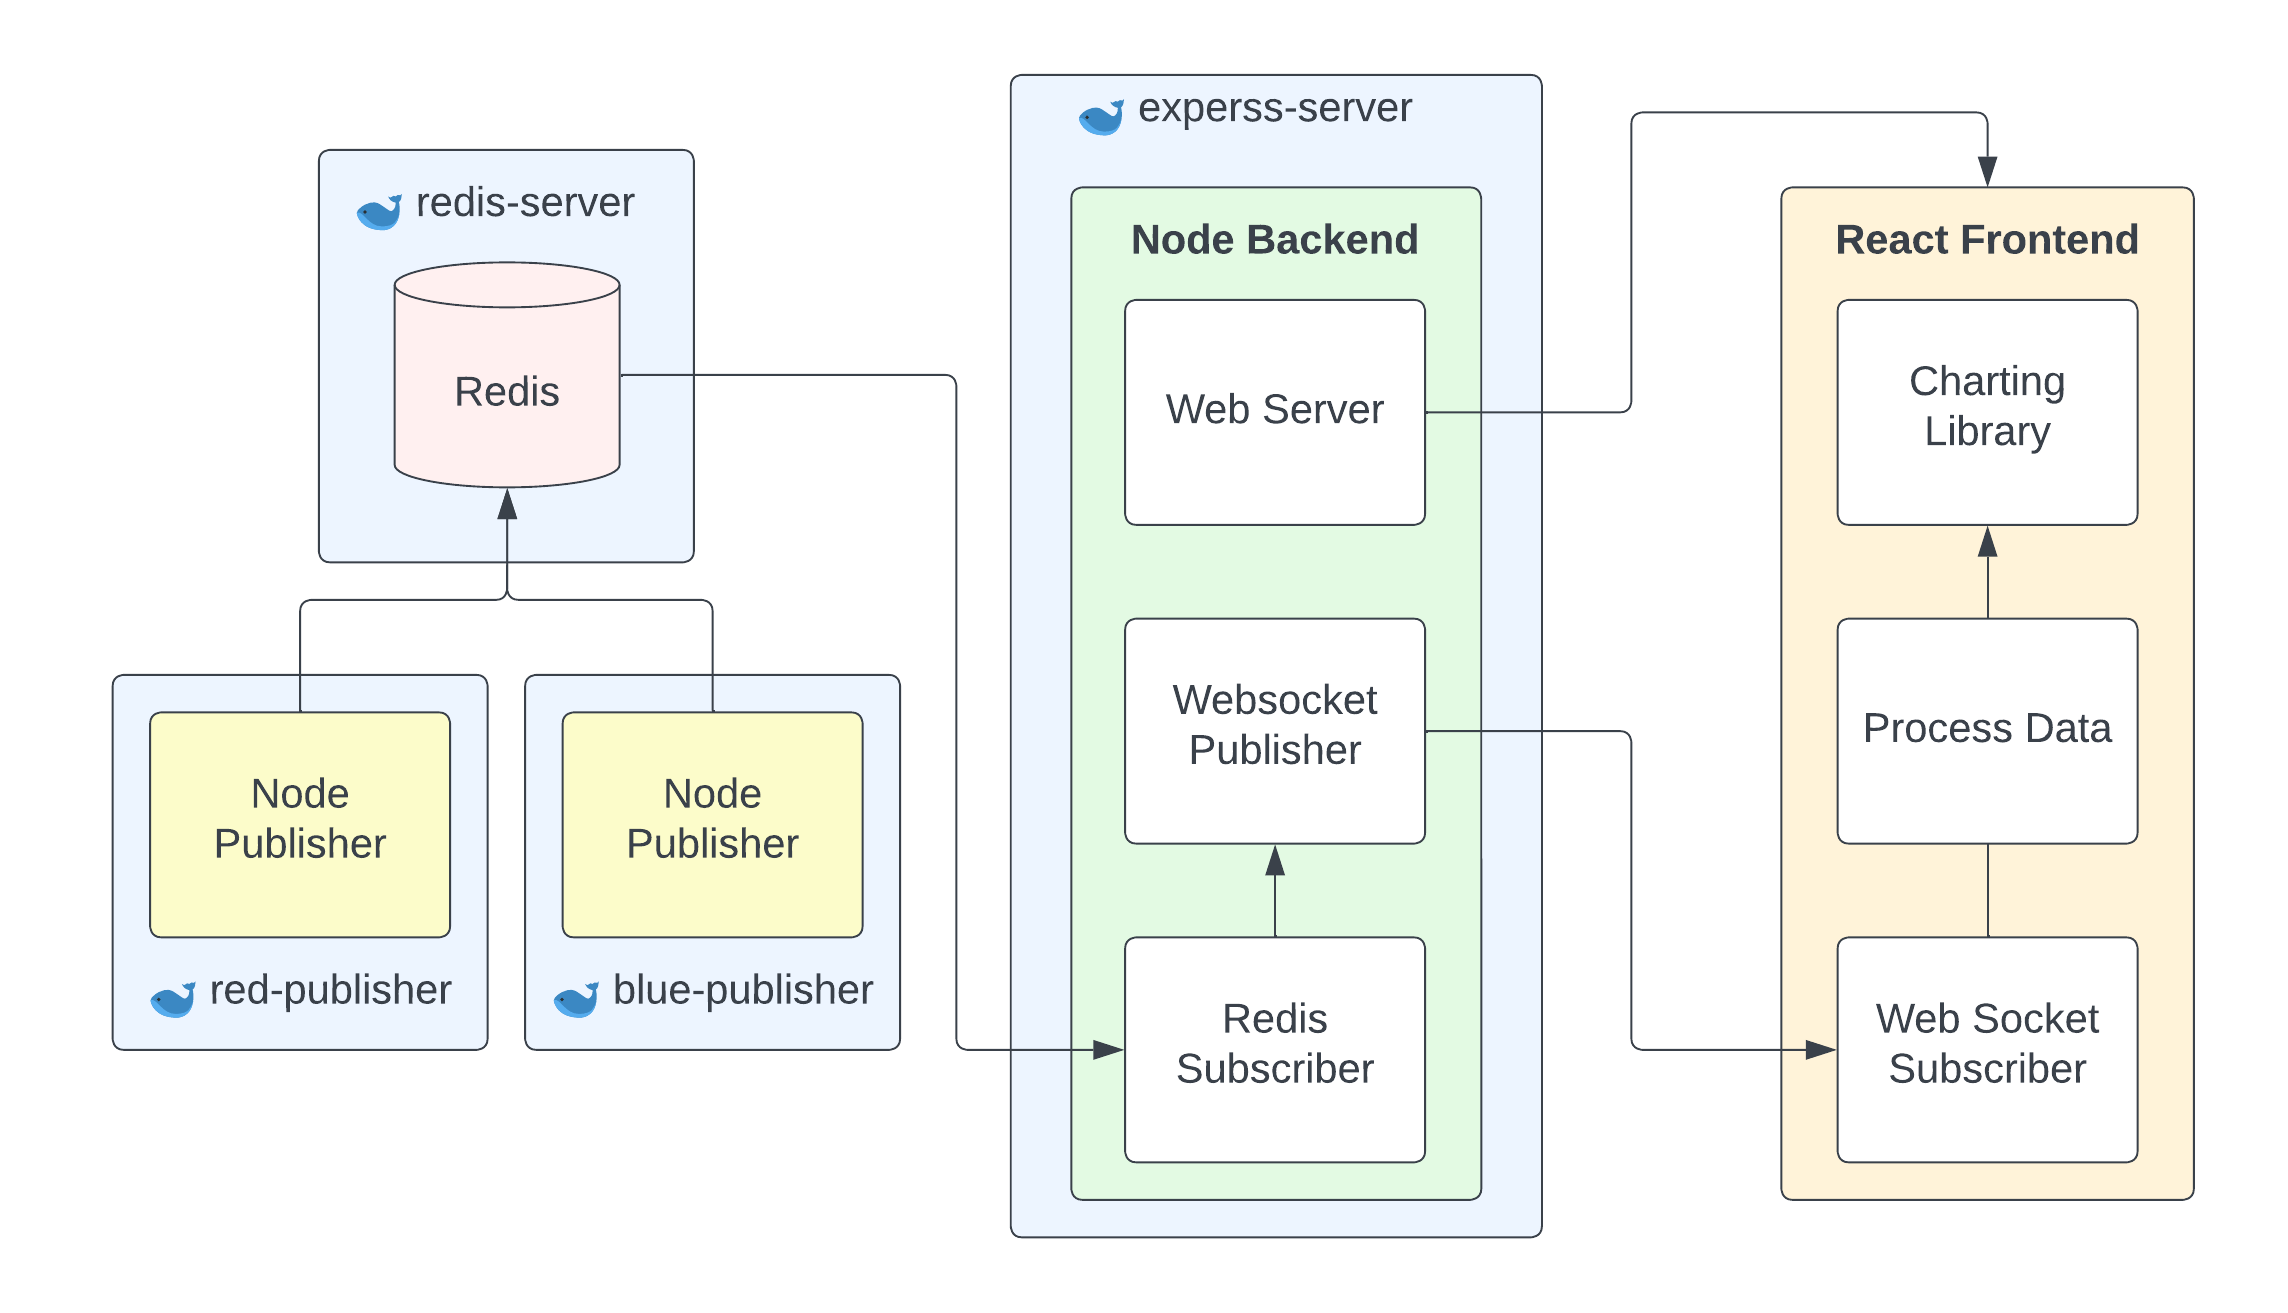 experss-server
redis-server
Node Backend
React Frontend
Redis
Web Server
Charting
Library
Websocket
Publisher
Process Data
Node
Publisher
Node
Publisher
red-publisher
blue-publisher
Redis
Subscriber
Web Socket
Subscriber